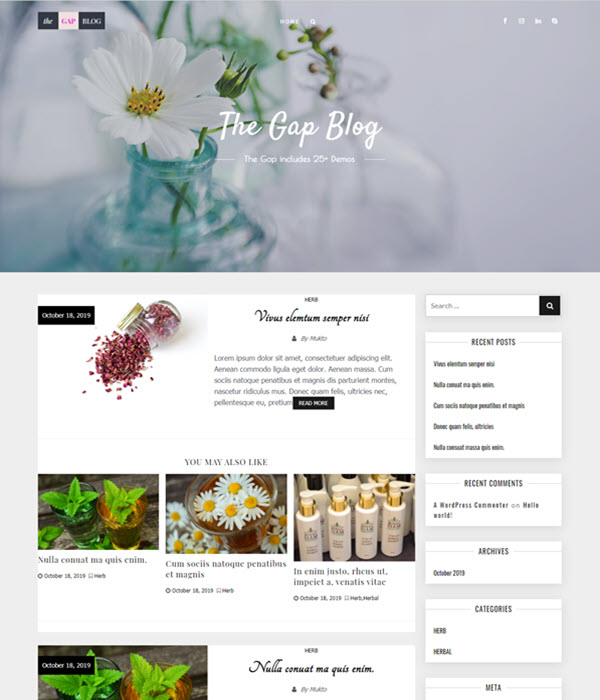 the GAP BLOG
HOME
The Gap Blog
The Gap includes 25+ Demos
October 18, 2019
HERB
Vivus elemtum semper nisi
By Mukto
Lorem ipsum dolor sit amet, consectetuer adipiscing elit.
Aenean commodo ligula eget dolor. Aenean massa. Cum
sociis natoque penatibus et magnis dis parturient montes,
nascetur ridiculus mus. Donec quam felis, ultricies nec,
pellentesque eu, pretium READ MORE
YOU MAY ALSO LIKE
Nulla conuat ma quis enim.
October 18, 2019 Herb
Cum sociis natoque penatibus
et magnis
October 18, 2019 Herb
In enim justo, rhcus ut,
impeict a, venatis vitac
October 18, 2019 Herb,Herbal
October 18, 2019
HERB
Nulla conuat ma quis enim.
By Mukto
Search ...
RECENT POSTS
Vivus elemtum semper nisi
Nulla conuat ma quis enim.
Cum sociis natoque penatibus et magnis
Donec quam felis, ultricies
Nulla consuat massa quis enim.
RECENT COMMENTS
A WordPress Commenter on Hello
world!
ARCHIVES
October 2019
CATEGORIES
HERB
HERBAL
META